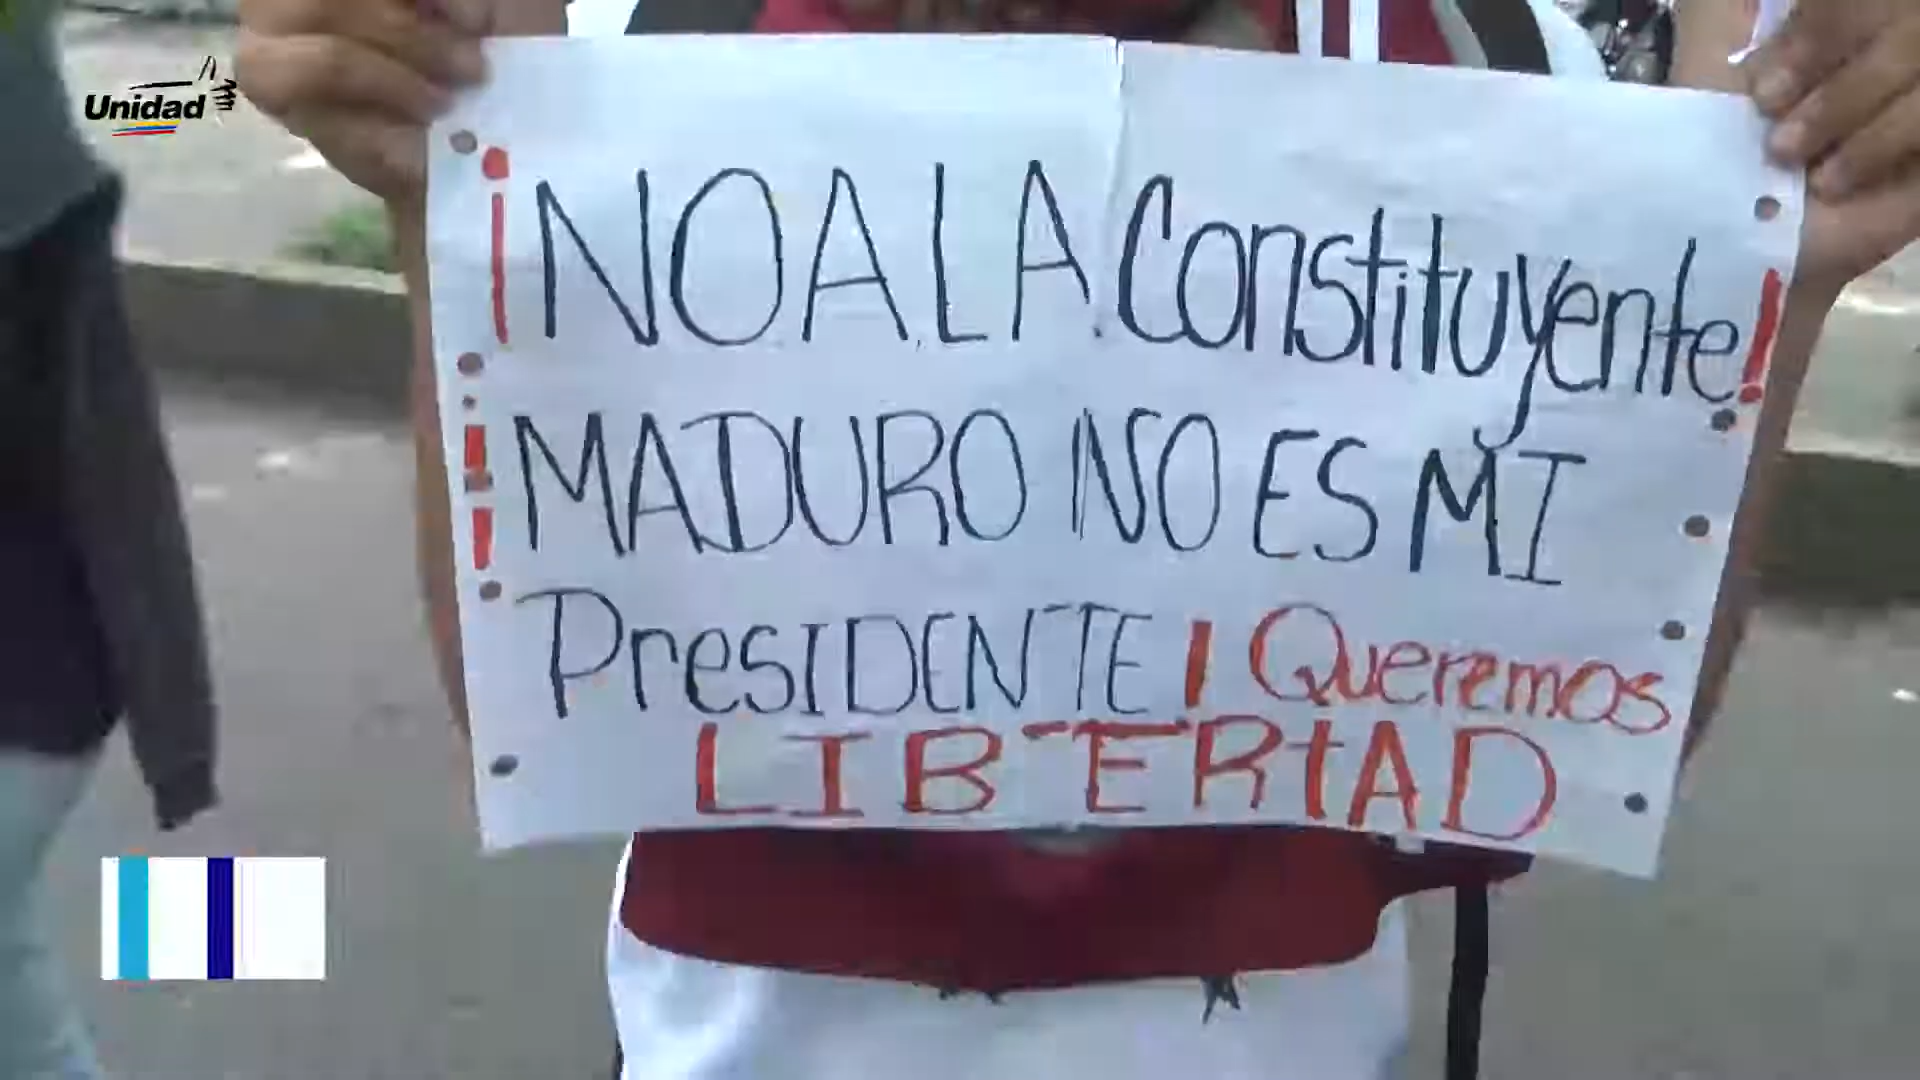 Unidad
¡NO A LA Constituyente!
¡MADURO NO ES MI
PresIDENTE! Queremos
LIBERtAD